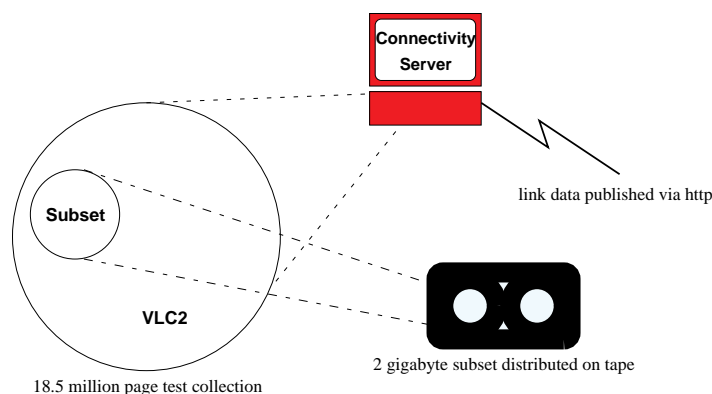 Connectivity
Server
link data published via http
Subset
VLC2
2 gigabyte subset distributed on tape
18.5 million page test collection